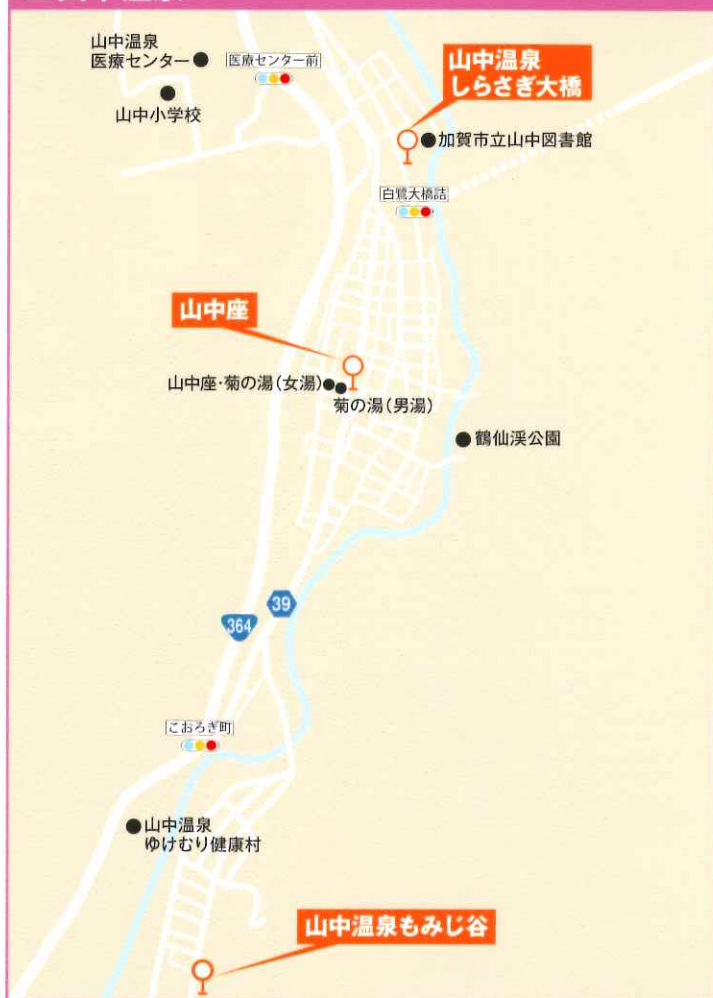 山中温泉
医療センター
医療センター前
山中小学校
山中温泉
しらさぎ大橋
加賀市立山中図書館
白鷺大橋詰
山中座
山中座・菊の湯(女湯)
菊の湯(男湯)
鶴仙渓公園
39
364
こおろぎ町
山中温泉
ゆけむり健康村
山中温泉もみじ谷